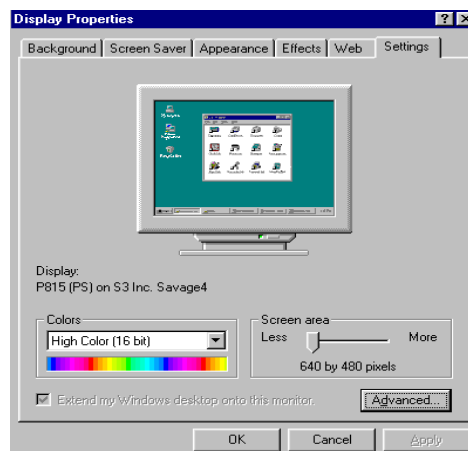 Display Properties
Background Screen Saver Appearance Effects Web Settings
Display:
P815 (PS) on S3 Inc. Savage4
Colors
High Color (16 bit)
Screen area
Less More
640 by 480 pixels
Extend my Windows desktop onto this monitor.
Advanced...
OK Cancel Apply